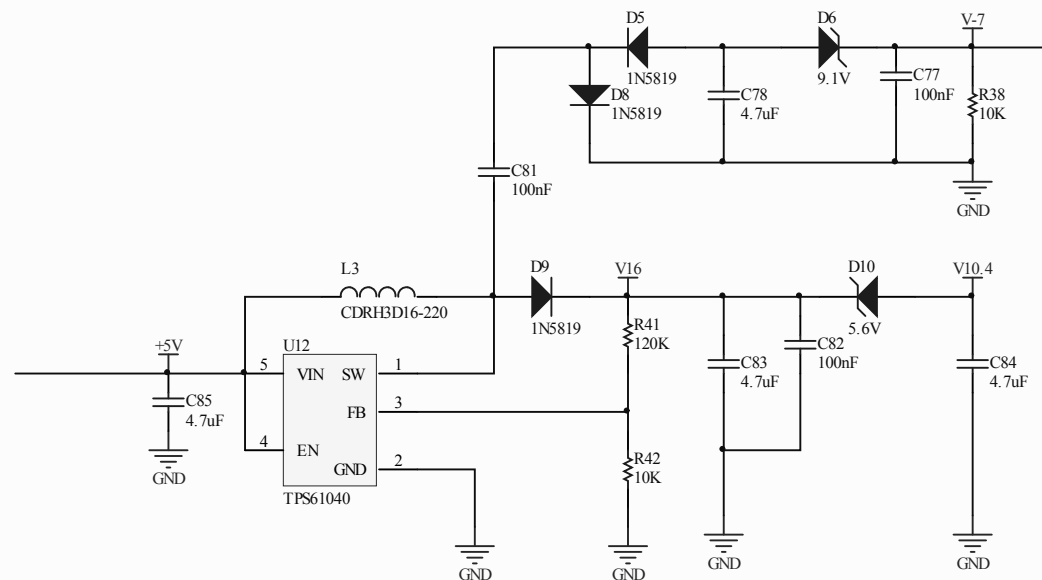 D5
D6
V-7
1N5819
9.1V
D8
1N5819
C78
4.7uF
C77
100nF
R38
10K
C81
100nF
GND
L3
D9
V16
D10
V10.4
CDRH3D16-220
1N5819
5.6V
R41
120K
+5V
U12
5
VIN
SW
1
C83
4.7uF
C82
100nF
C84
4.7uF
C85
4.7uF
FB
3
4
EN
GND
2
R42
10K
GND
TPS61040
GND
GND
GND
GND